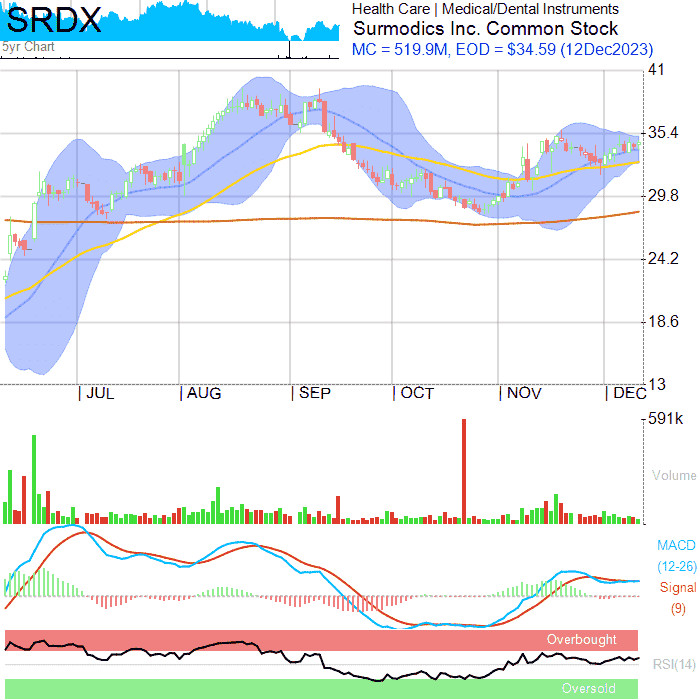 SRDX
5yr Chart
Health Care | Medical/Dental Instruments
Surmodics Inc. Common Stock
MC = 519.9M, EOD = $34.59 (12Dec2023)
41
35.4
29.8
24.2
18.6
13
| JUL | AUG | SEP | OCT | NOV | DEC
591k
Volume
MACD
(12-26)
Signal
(9)
Overbought
RSI(14)
Oversold